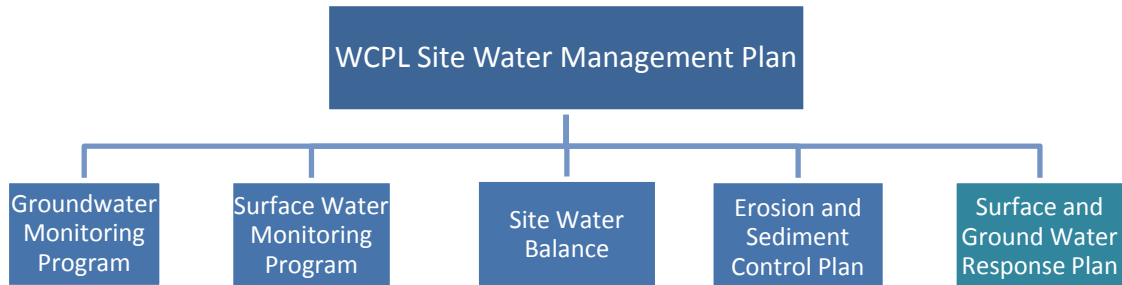 WCPL Site Water Management Plan
Groundwater
Monitoring
Program
Surface Water
Monitoring
Program
Site Water
Balance
Erosion and
Sediment
Control Plan
Surface and
Ground Water
Response Plan